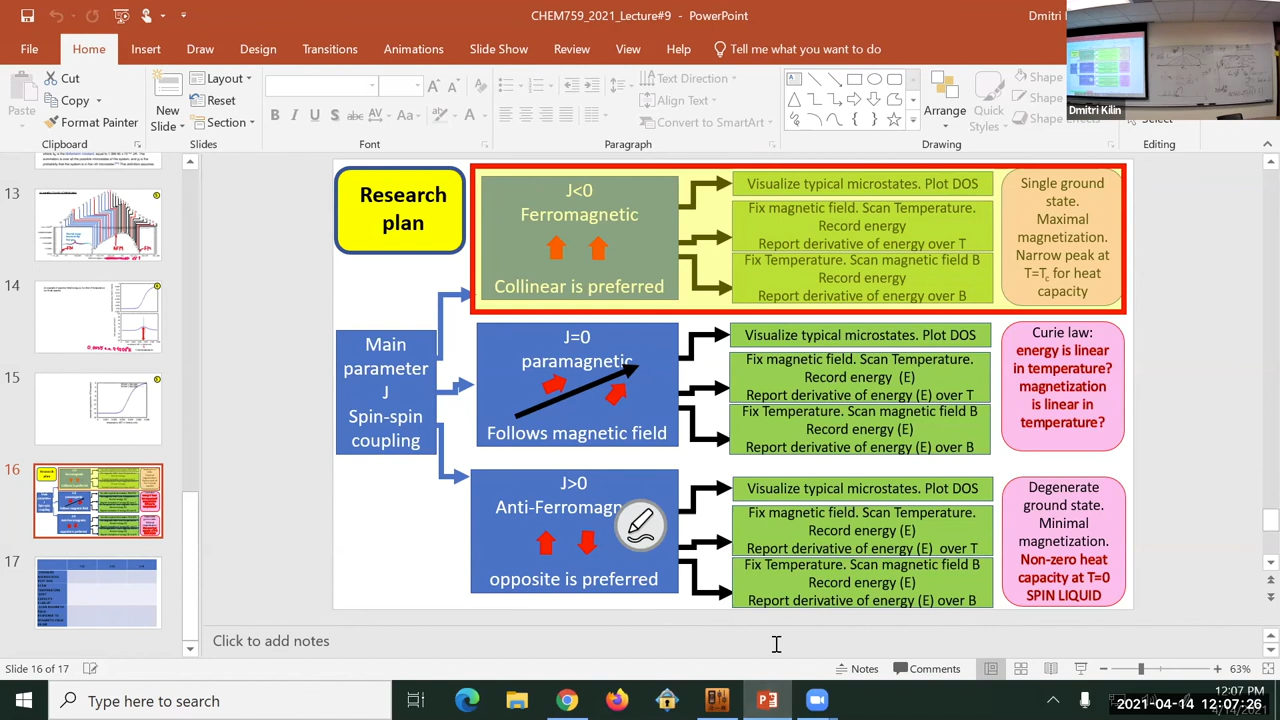 CHEM759_2021_Lecture#9 - PowerPoint
Dmitri
File Home Insert Draw Design Transitions Animations Slide Show Review View Help Tell me what you want to do
Paste
Cut
Copy
Format Painter
Clipboard
New
Slide
Layout
Reset
Section
Slides
Font
Text Direction
Align Text
Convert to SmartArt
Paragraph
Arrange
Quick
Styles
Shape
Shape
Shape
Drawing
Select
Editing
Dmitri Kilin
13
14
15
16
17
Research
plan
J<0
Ferromagnetic
Collinear is preferred
Visualize typical microstates. Plot DOS
Fix magnetic field. Scan Temperature.
Record energy
Report derivative of energy over T
Fix Temperature. Scan magnetic field B
Record energy
Report derivative of energy over B
Single ground
state.
Maximal
magnetization.
Narrow peak at
T=Tc for heat
capacity
Main
parameter
J
Spin-spin
coupling
J=0
paramagnetic
Follows magnetic field
Visualize typical microstates. Plot DOS
Fix magnetic field. Scan Temperature.
Record energy (E)
Report derivative of energy (E) over T
Fix Temperature. Scan magnetic field B
Record energy (E)
Report derivative of energy (E) over B
Curie law:
energy is linear
in temperature?
magnetization
is linear in
temperature?
J>0
Anti-Ferromagn
opposite is preferred
Visualize typical microstates. Plot DOS
Fix magnetic field. Scan Temperature.
Record energy (E)
Report derivative of energy (E) over T
Fix Temperature. Scan magnetic field B
Record energy (E)
Report derivative of energy (E) over B
Degenerate
ground state.
Minimal
magnetization.
Non-zero heat
capacity at T=0
SPIN LIQUID
Click to add notes
Slide 16 of 17
Notes
Comments
63%
Type here to search
12:07 PM
2021-04-14 12:07:26